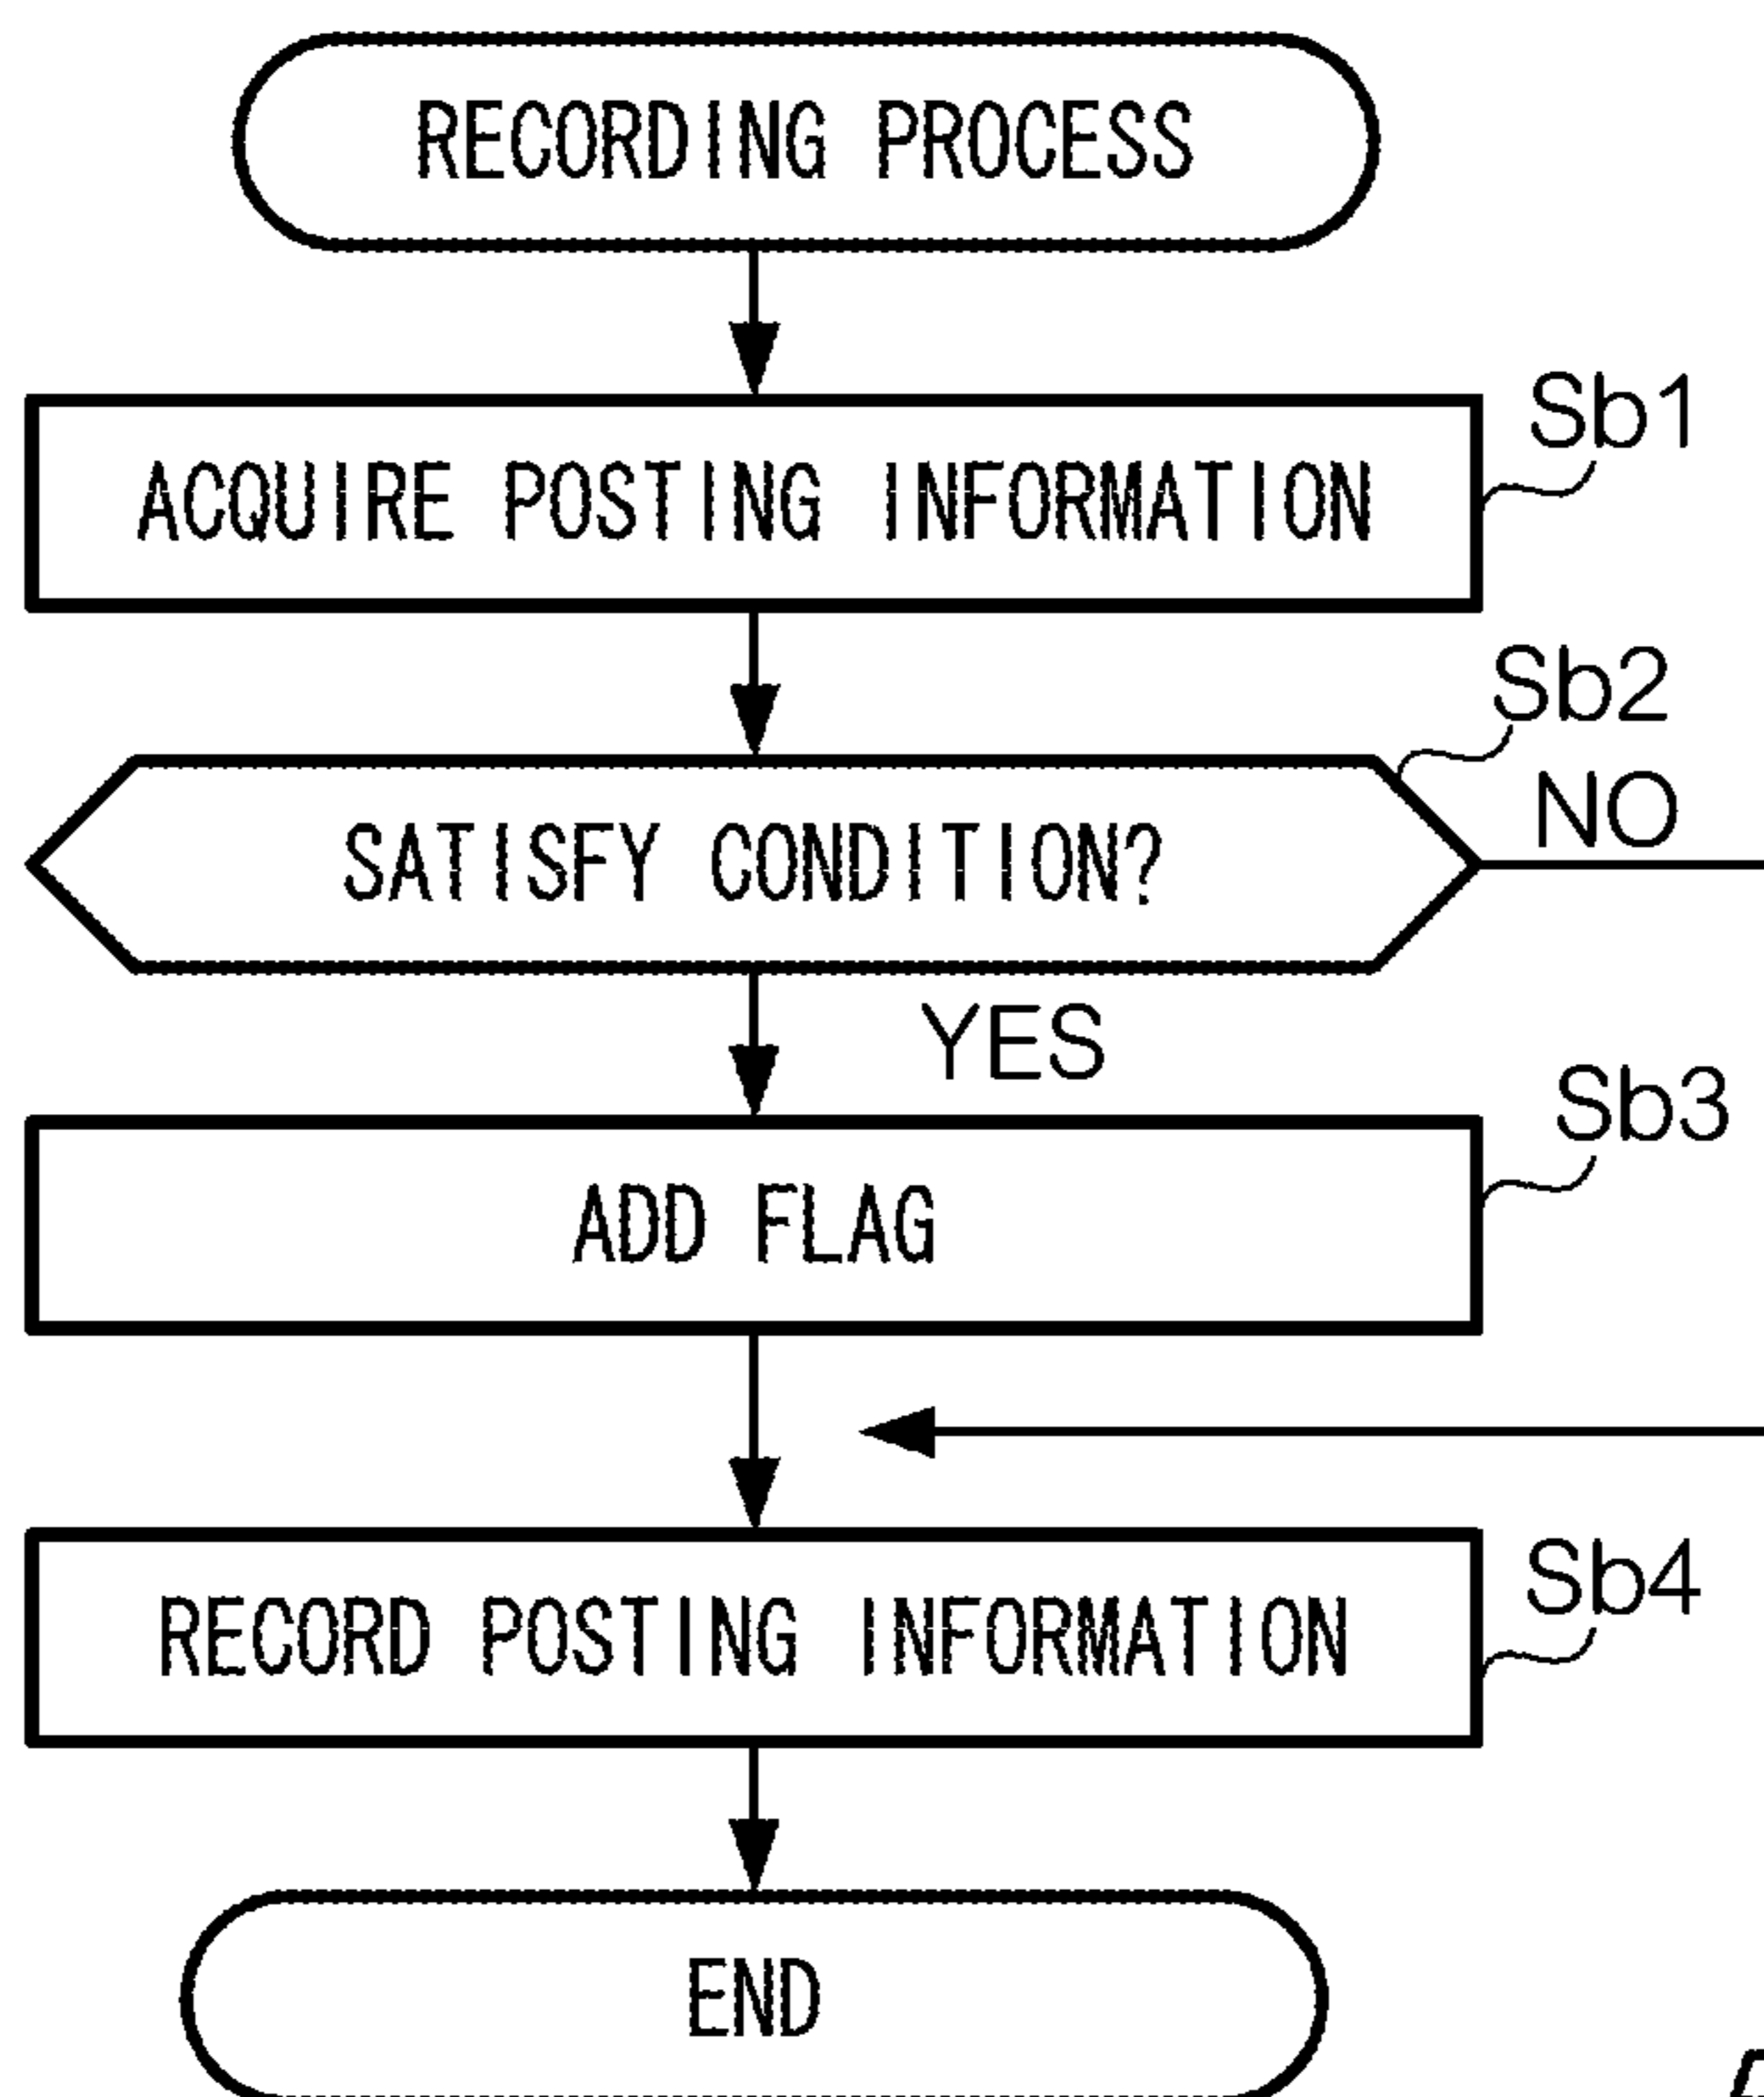 RECORDING PROCESS
Sb1
ACQUIRE POSTING INFORMATION
Sb2
NO
SATISFY CONDITION?
YES
Sb3
ADD FLAG
Sb4
RECORD POSTING INFORMATION
END